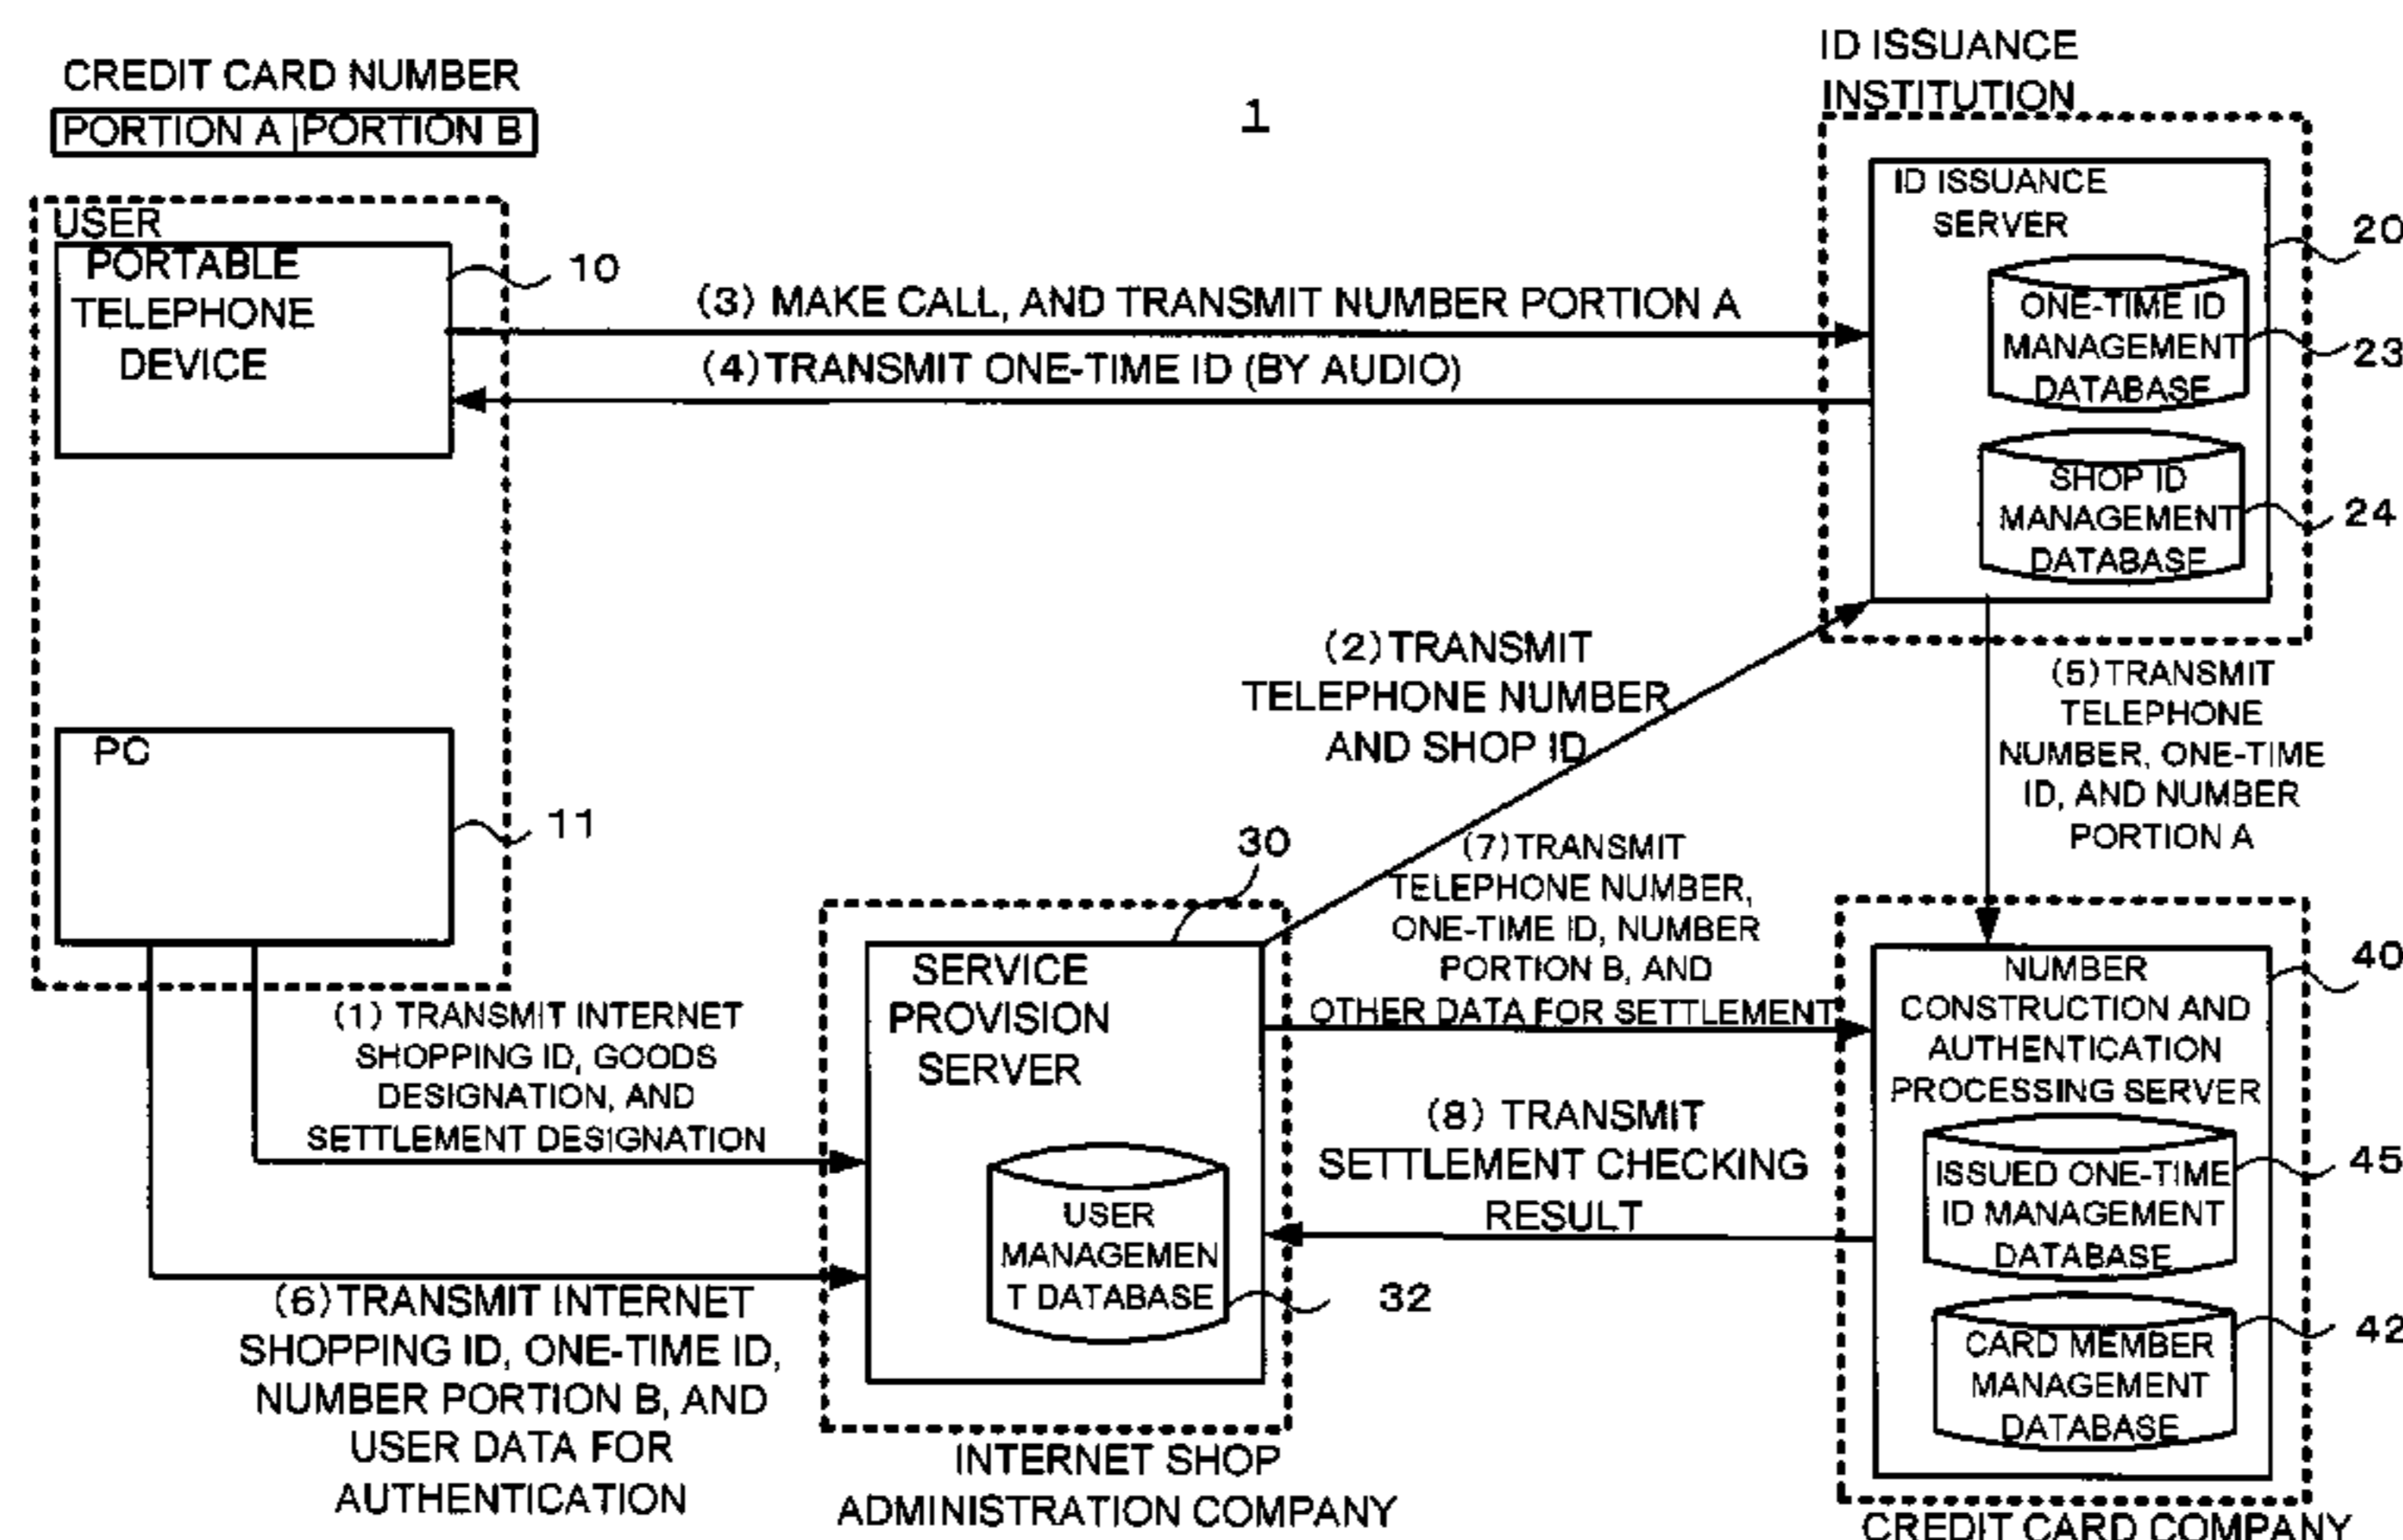 CREDIT CARD NUMBER
PORTION A PORTION B
1
ID ISSUANCE
INSTITUTION
USER
PORTABLE
TELEPHONE
DEVICE
10
(3) MAKE CALL, AND TRANSMIT NUMBER PORTION A
(4)TRANSMIT ONE-TIME ID (BY AUDIO)
ID ISSUANCE
SERVER
20
ONE-TIME ID
MANAGEMENT
DATABASE
23
SHOP ID
MANAGEMENT
DATABASE
24
(2)TRANSMIT
TELEPHONE NUMBER
AND SHOP ID
(5)TRANSMIT
TELEPHONE
NUMBER, ONE-TIME
ID, AND NUMBER
PORTION A
PC
11
(1) TRANSMIT INTERNET
SHOPPING ID, GOODS
DESIGNATION, AND
SETTLEMENT DESIGNATION
(6)TRANSMIT INTERNET
SHOPPING ID, ONE-TIME ID,
NUMBER PORTION B, AND
USER DATA FOR
AUTHENTICATION
30
SERVICE
PROVISION
SERVER
USER
MANAGEMEN
T DATABASE
32
INTERNET SHOP
ADMINISTRATION COMPANY
(7)TRANSMIT
TELEPHONE NUMBER,
ONE-TIME ID, NUMBER
PORTION B, AND
OTHER DATA FOR SETTLEMENT
(8) TRANSMIT
SETTLEMENT CHECKING
RESULT
NUMBER
CONSTRUCTION AND
AUTHENTICATION
PROCESSING SERVER
40
ISSUED ONE-TIME
ID MANAGEMENT
DATABASE
45
CARD MEMBER
MANAGEMENT
DATABASE
42
CREDIT CARD COMPANY